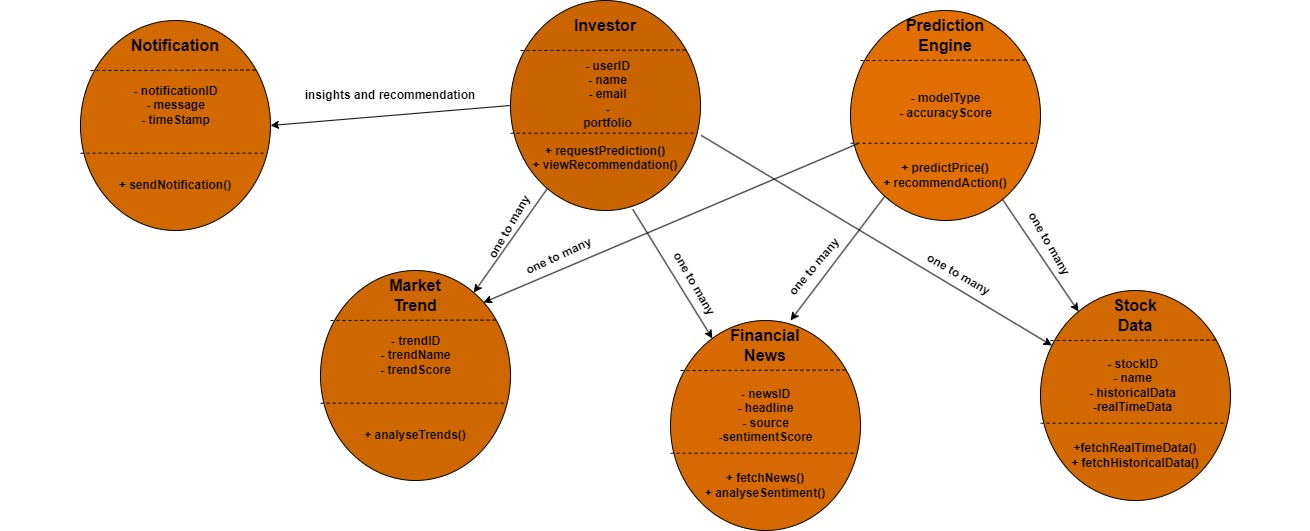 Notification
- notificationID
- message
- timeStamp
+ sendNotification()
insights and recommendation
Investor
- userID
- name
- email
-
portfolio
+ requestPrediction()
+ viewRecommendation()
Prediction
Engine
- modelType
- accuracyScore
+ predictPrice()
+ recommendAction()
one to many
one to many
one to many
one to many
one to many
one to many
Market
Trend
- trendID
- trendName
- trendScore
+ analyseTrends()
Financial
News
- newsID
- headline
- source
-sentimentScore
+ fetchNews()
+ analyseSentiment()
Stock
Data
- stockID
- name
- historicalData
-realTimeData
+fetchRealTimeData()
+ fetchHistoricalData()